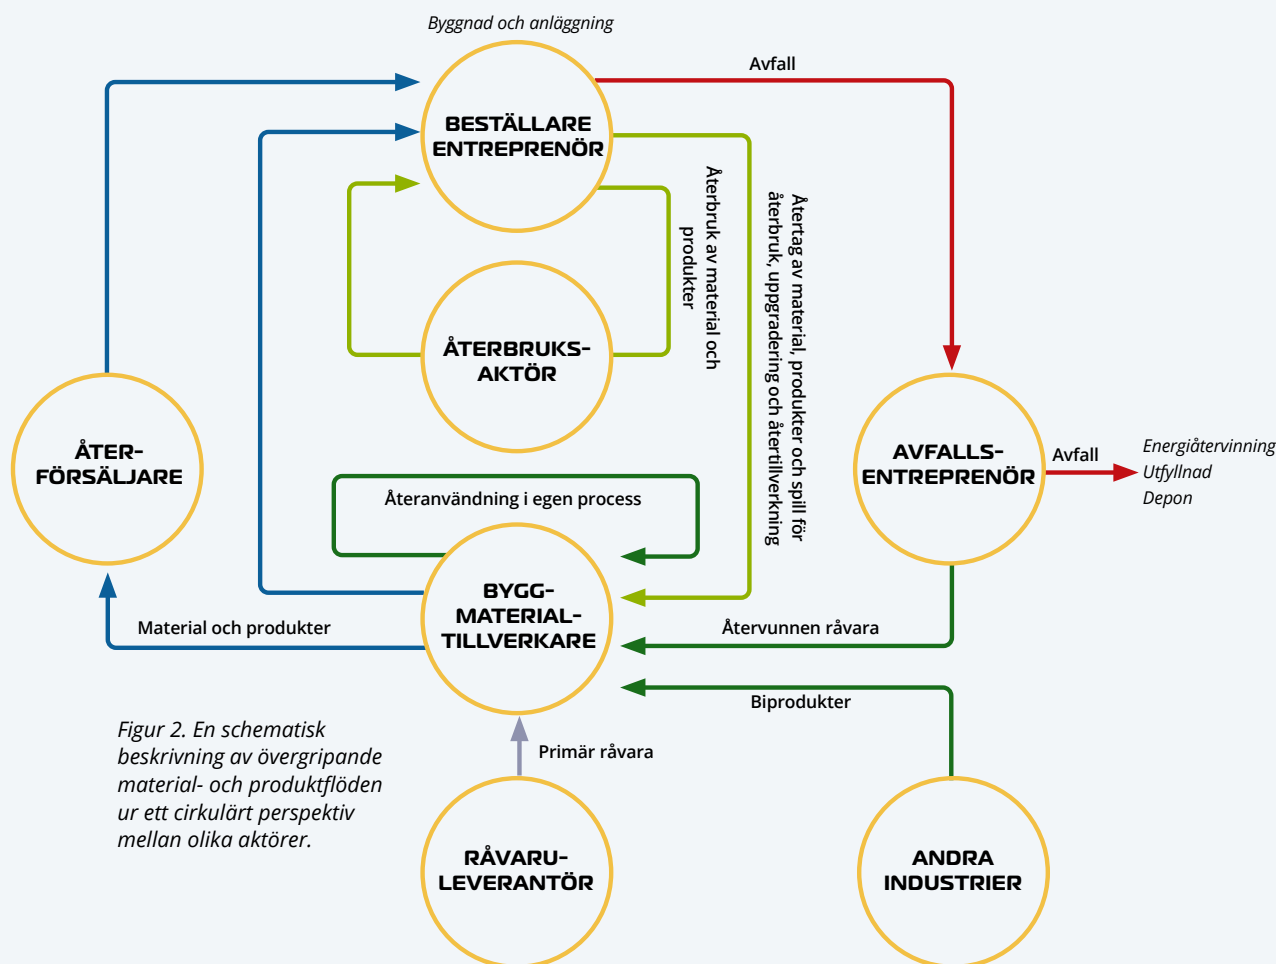 Byggnad och anläggning
Avfall
BESTÄLLARE
ENTREPRENÖR
Återbruk av material och
produkter
Återtag av material, produkter och spill för
återbruk, uppgradering och återtillverkning
ÅTERBRUKS-
AKTÖR
ÅTER-
FÖRSÄLJARE
AVFALLS-
ENTREPRENÖR
Avfall
Energiåtervinning
Utfyllnad
Depon
Återanvändning i egen process
BYGG-
MATERIAL-
TILLVERKARE
Material och produkter
Återvunnen råvara
Biprodukter
Primär råvara
Figur 2. En schematisk
beskrivning av övergripande
material- och produktflöden
ur ett cirkulärt perspektiv
mellan olika aktörer.
RÅVARU-
LEVERANTÖR
ANDRA
INDUSTRIER